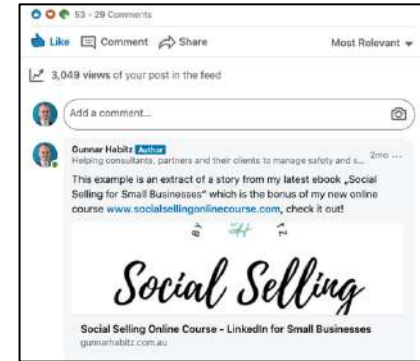 53 · 29 Comments
Like Comment Share Most Relevant
3,049 views of your post in the feed
Add a comment...
Gunnar Habitz Author
Helping consultants, partners and their clients to manage safety and s... 2mo ...
This example is an extract of a story from my latest ebook „Social
Selling for Small Businesses“ which is the bonus of my new online
course www.socialsellingonlinecourse.com, check it out!
Social Selling
Social Selling Online Course - LinkedIn for Small Businesses
gunnarhabitz.com.au